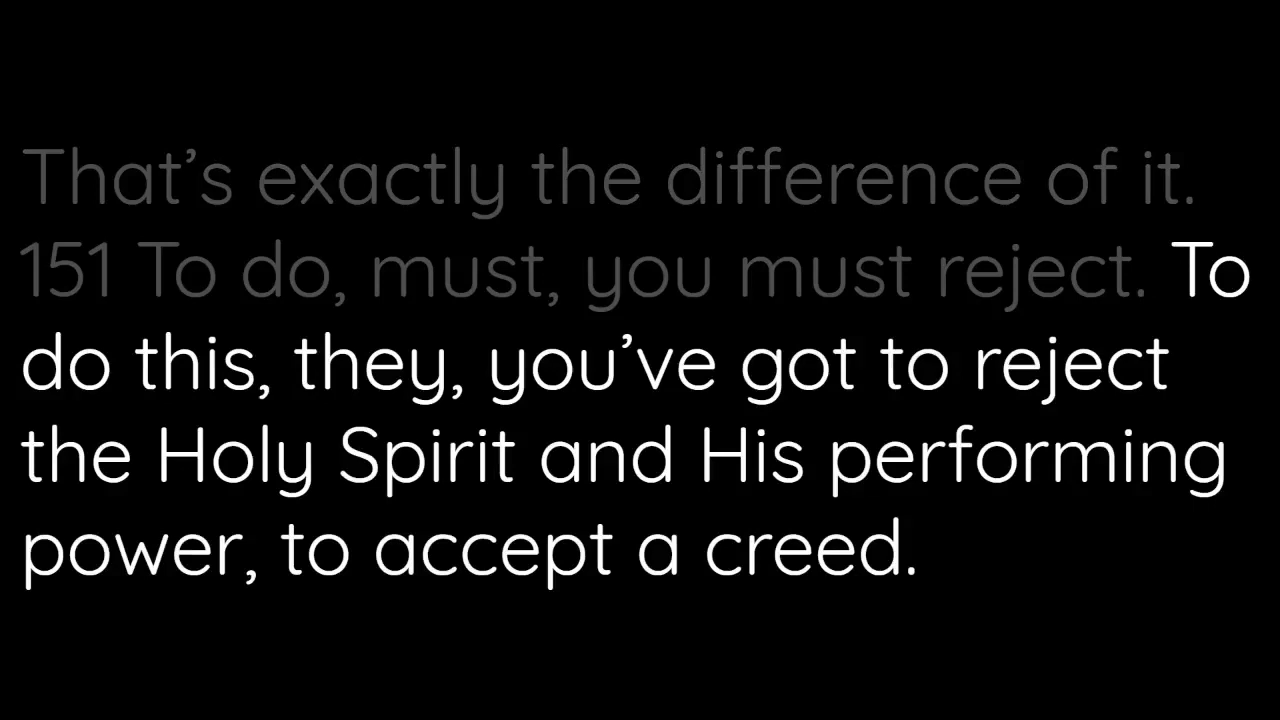 That’s exactly the difference of it.
151 To do, must, you must reject. To
do this, they, you’ve got to reject
the Holy Spirit and His performing
power, to accept a creed.